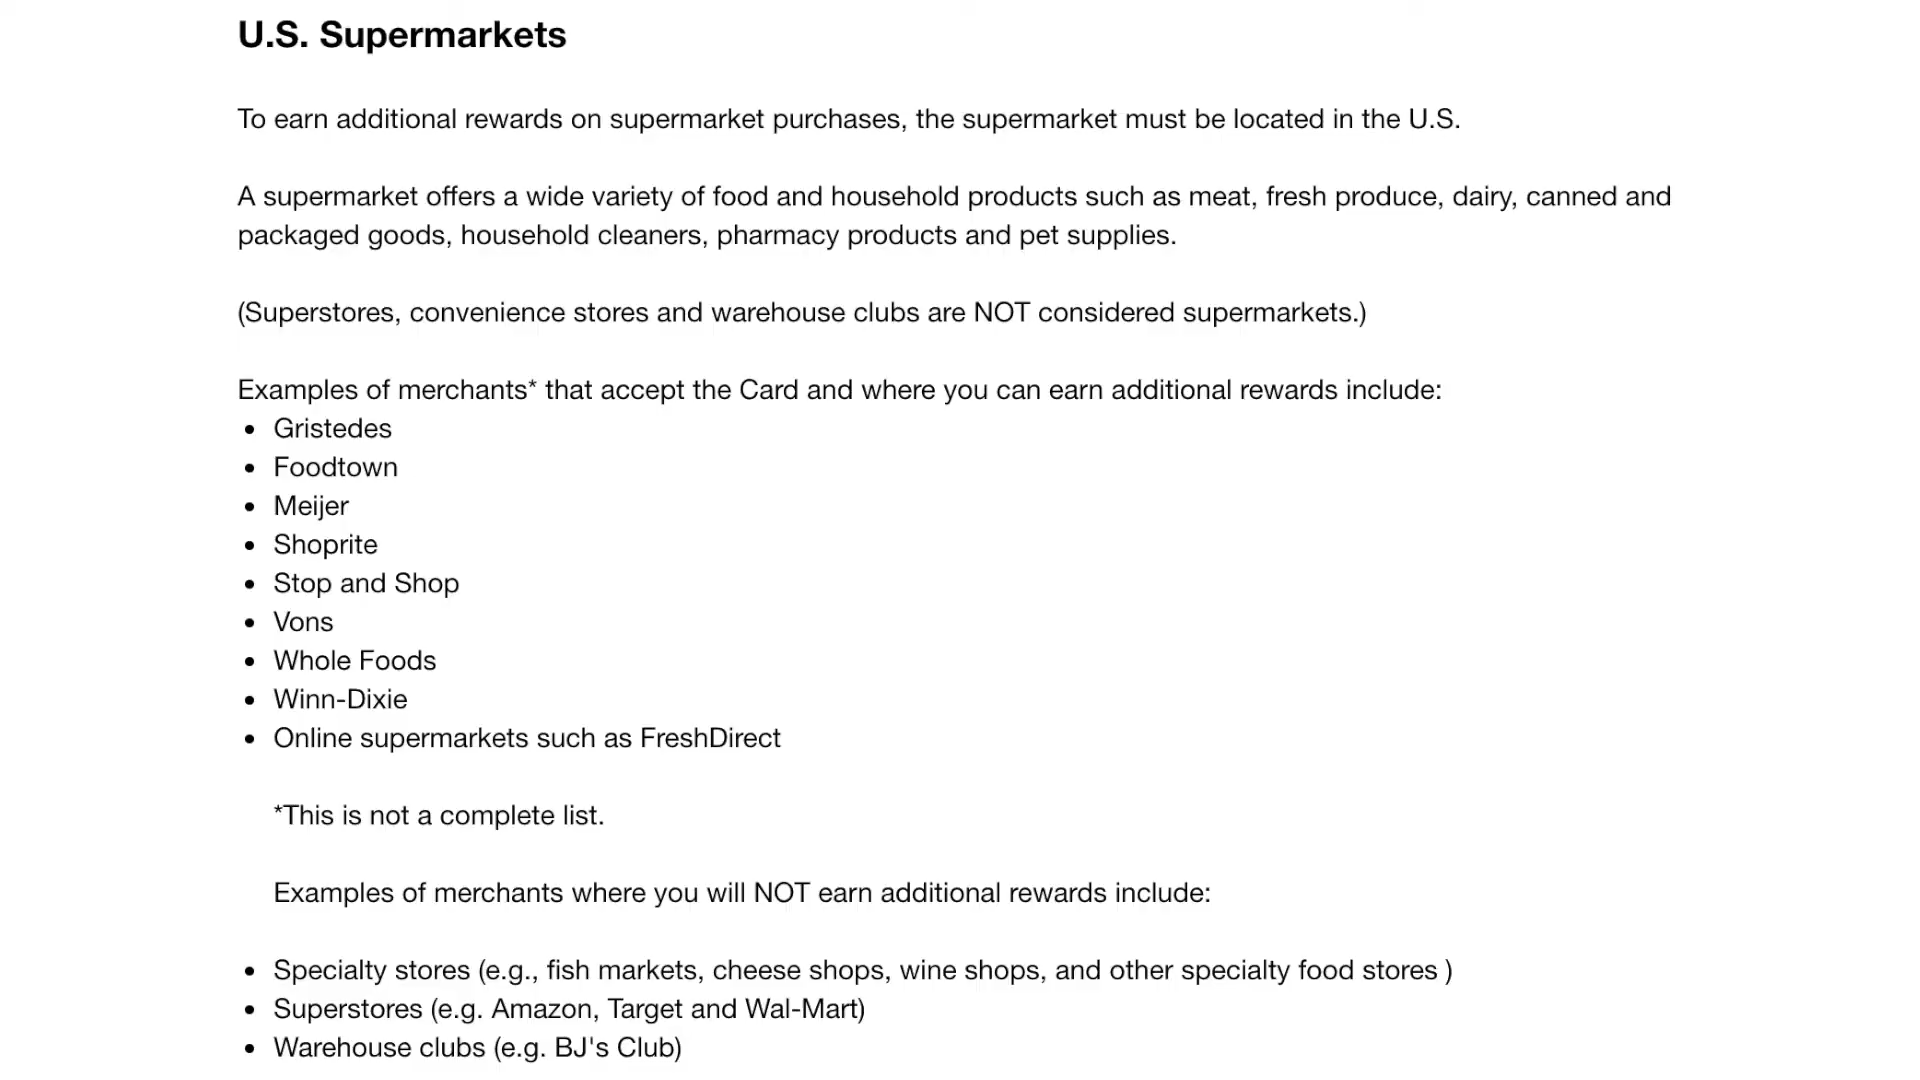 U.S. Supermarkets
To earn additional rewards on supermarket purchases, the supermarket must be located in the U.S.
A supermarket offers a wide variety of food and household products such as meat, fresh produce, dairy, canned and
packaged goods, household cleaners, pharmacy products and pet supplies.
(Superstores, convenience stores and warehouse clubs are NOT considered supermarkets.)
Examples of merchants* that accept the Card and where you can earn additional rewards include:
• Gristedes
• Foodtown
• Meijer
• Shoprite
• Stop and Shop
• Vons
• Whole Foods
• Winn-Dixie
• Online supermarkets such as FreshDirect
*This is not a complete list.
Examples of merchants where you will NOT earn additional rewards include:
• Specialty stores (e.g., fish markets, cheese shops, wine shops, and other specialty food stores )
• Superstores (e.g. Amazon, Target and Wal-Mart)
• Warehouse clubs (e.g. BJ's Club)